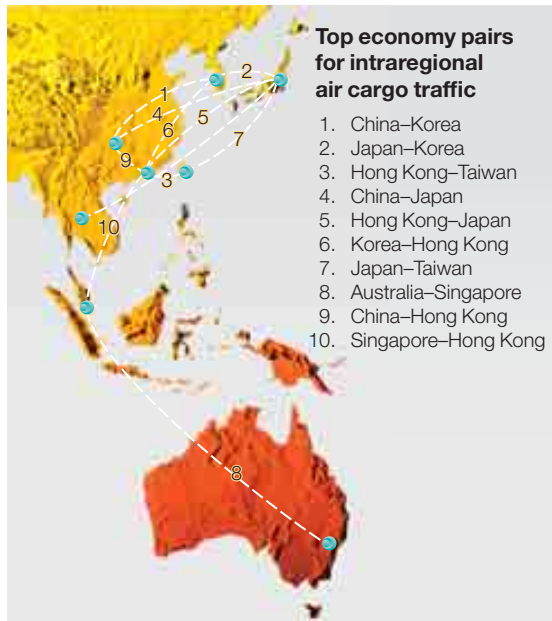 Top economy pairs
for intraregional
air cargo traffic
1. China–Korea
2. Japan–Korea
3. Hong Kong–Taiwan
4. China–Japan
5. Hong Kong–Japan
6. Korea–Hong Kong
7. Japan–Taiwan
8. Australia–Singapore
9. China–Hong Kong
10. Singapore–Hong Kong
2
1
4
5
6
7
9
3
10
8